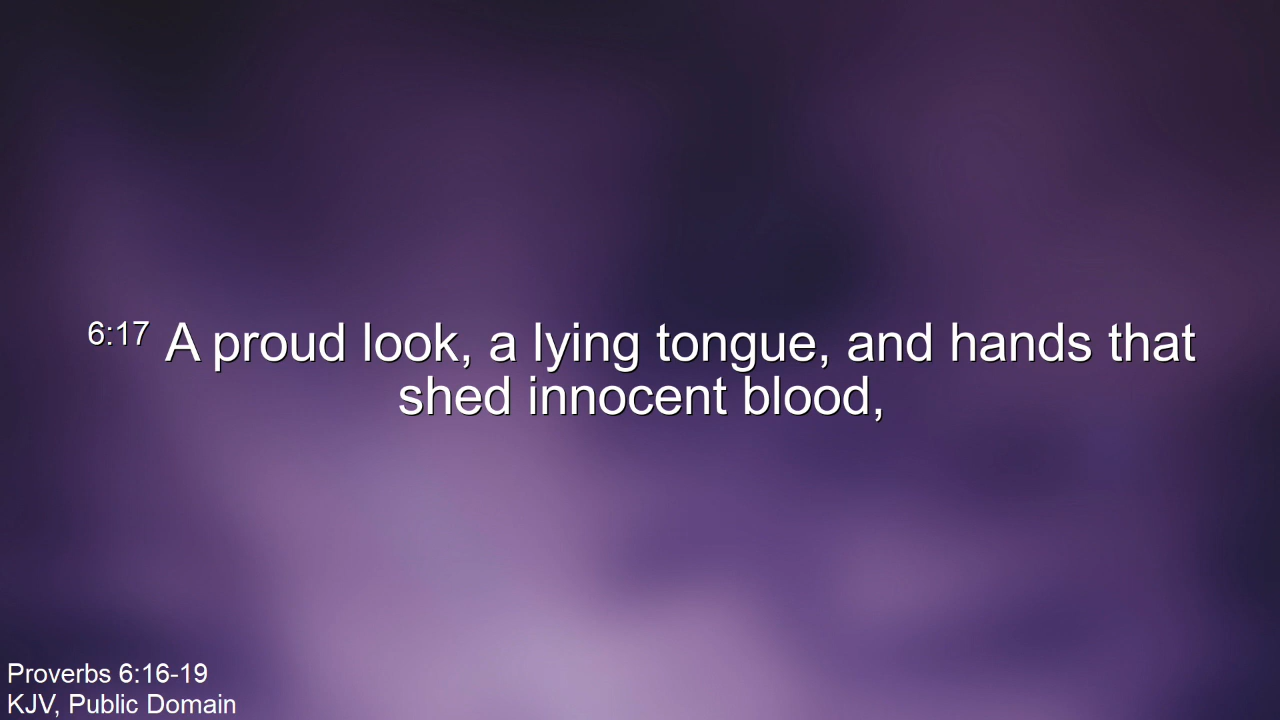 6:17 A proud look, a lying tongue, and hands that
shed innocent blood,
Proverbs 6:16-19
KJV, Public Domain